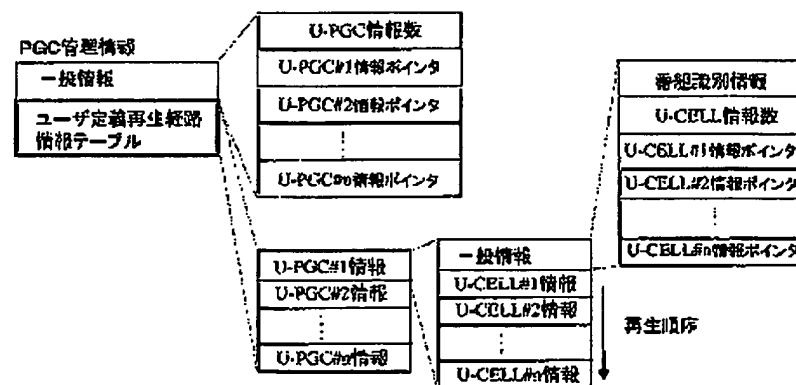 PGC管理情報
一般情報
ユーザ定義再生経路
情報テーブル
U-PGC情報数
U-PGC#1情報ポインタ
U-PGC#2情報ポインタ
⋮
U-PGC#n情報ポインタ
U-PGC#1情報
U-PGC#2情報
⋮
U-PGC#n情報
一般情報
U-CELL#1情報
U-CELL#2情報
⋮
U-CELL#n情報
番組識別情報
U-CELL情報数
U-CELL#1情報ポインタ
U-CELL#2情報ポインタ
⋮
U-CELL#n情報ポインタ
再生順序